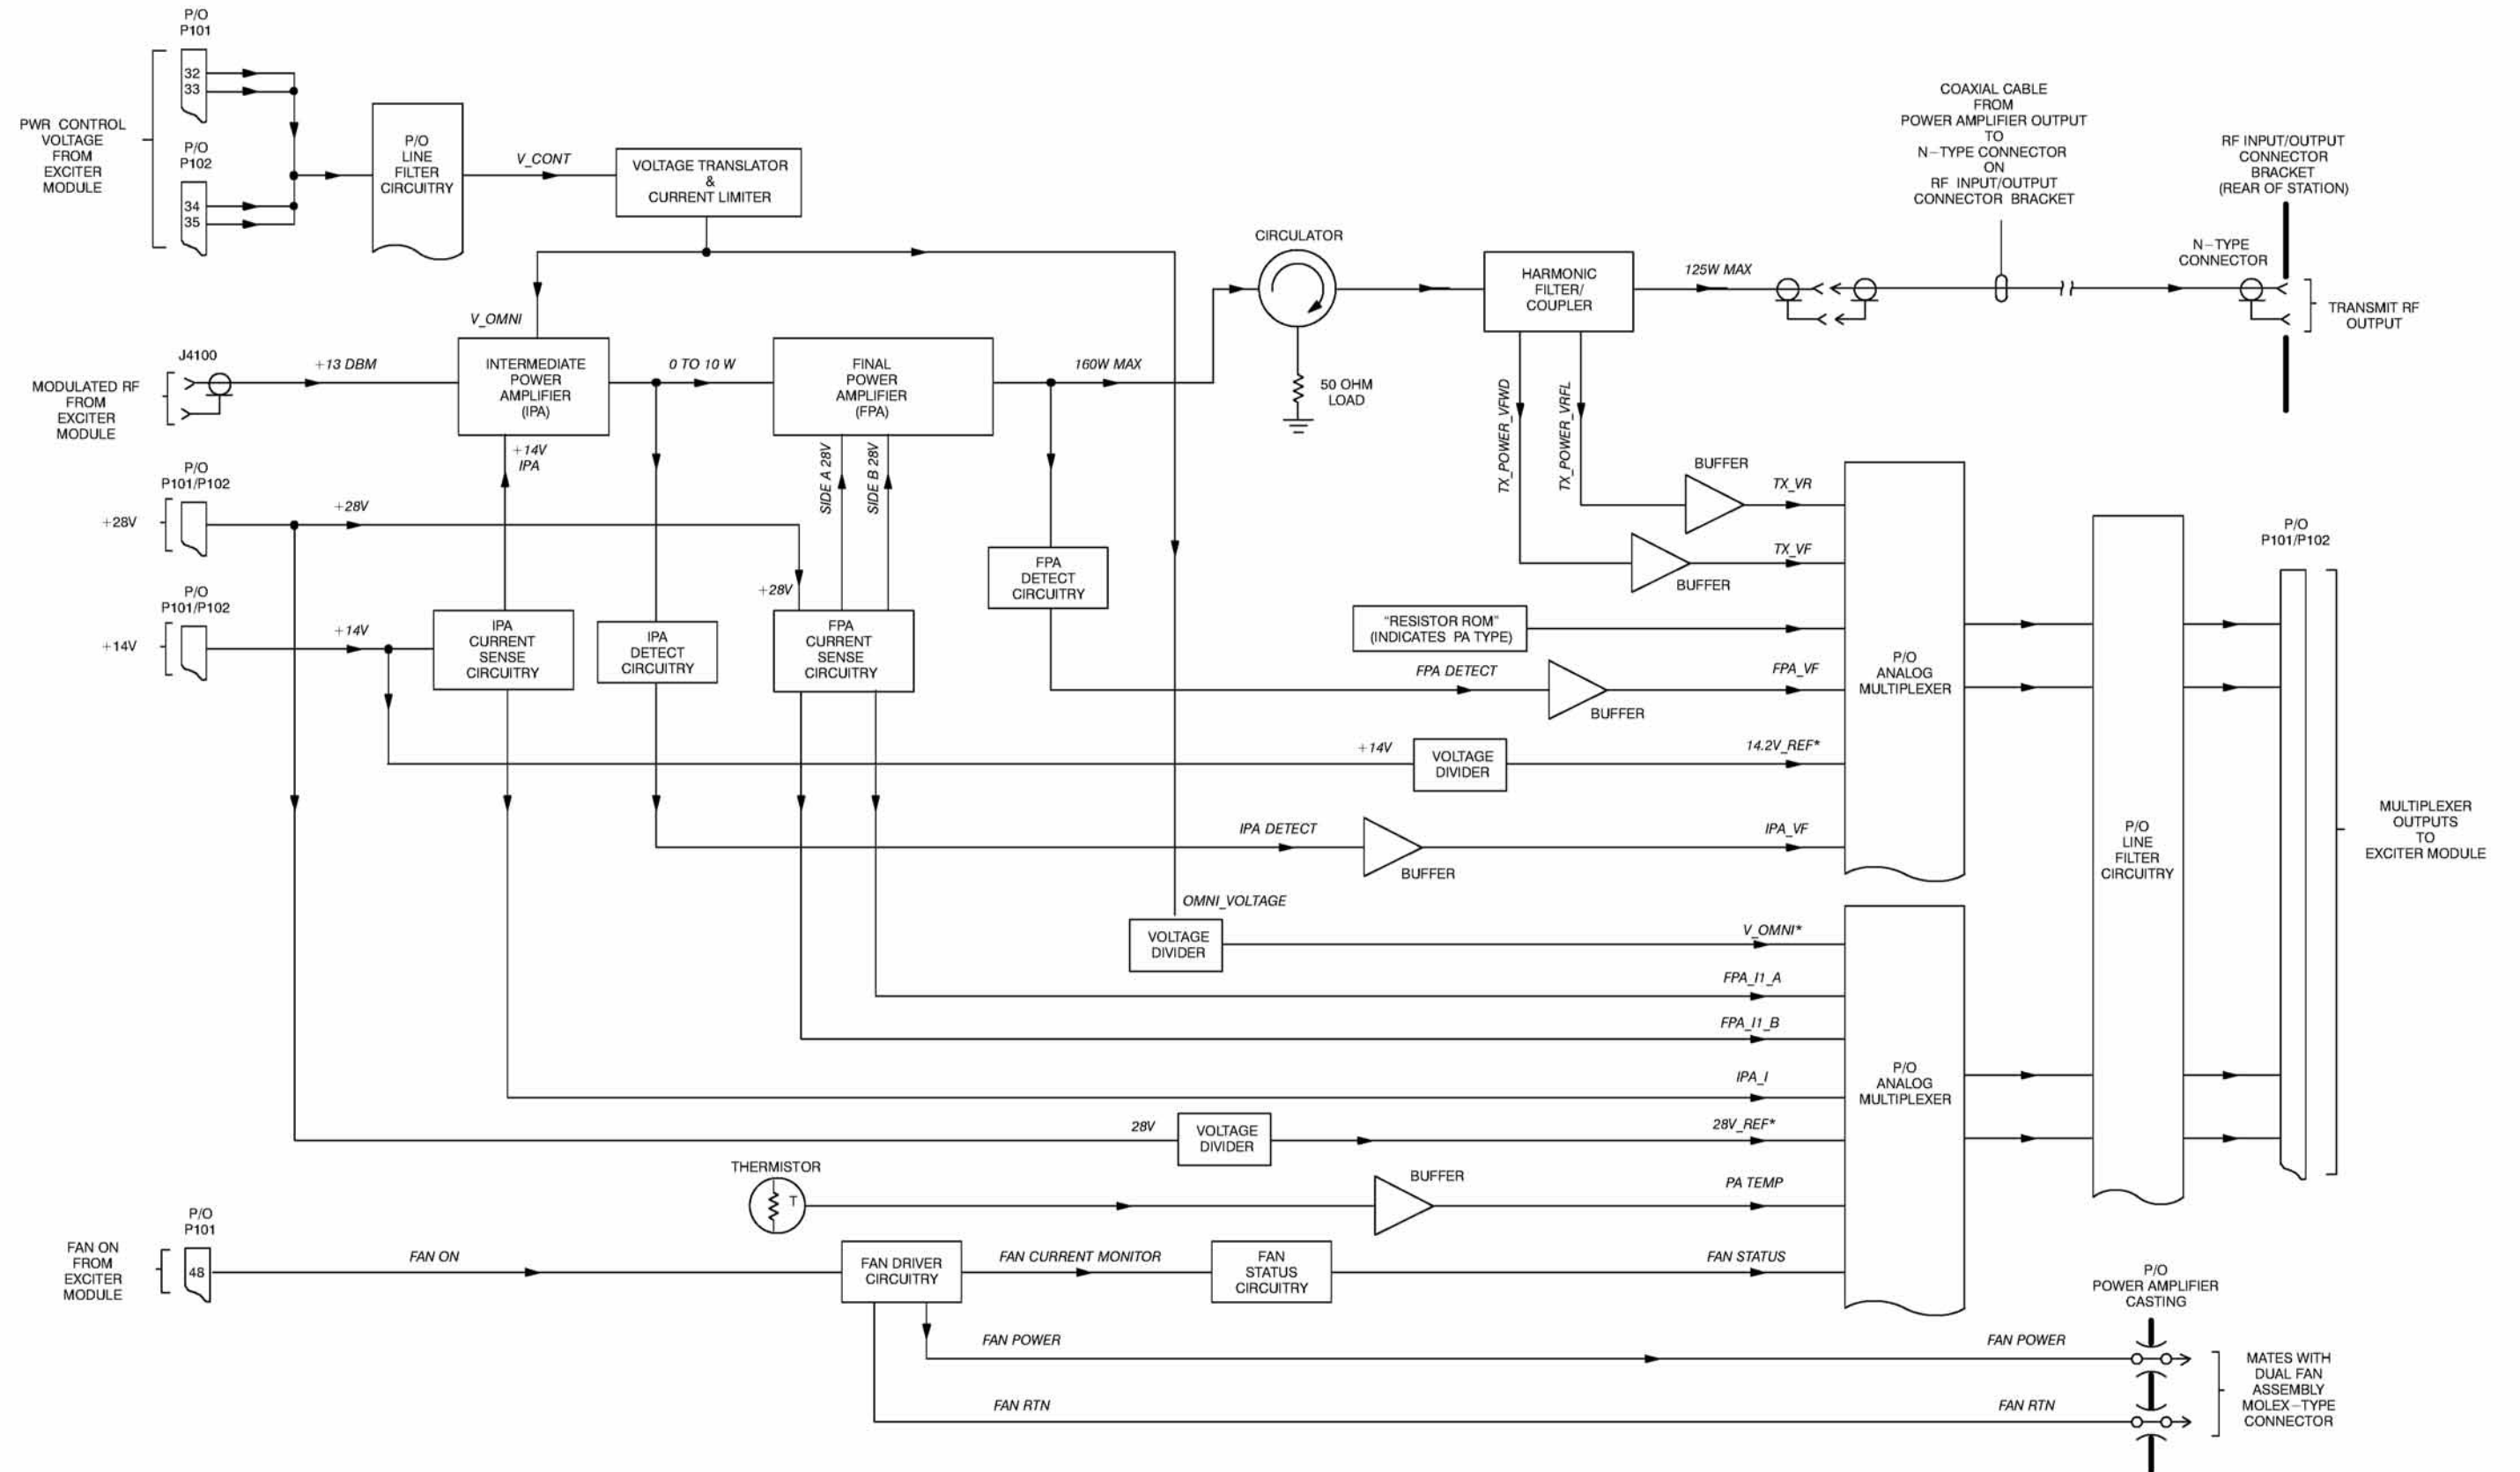 P/O
P101
32
33
PWR CONTROL
VOLTAGE
FROM
EXCITER
MODULE
P/O
P102
34
35
P/O
LINE
FILTER
CIRCUITRY
V_CONT
VOLTAGE TRANSLATOR
&
CURRENT LIMITER
COAXIAL CABLE
FROM
POWER AMPLIFIER OUTPUT
TO
N-TYPE CONNECTOR
ON
RF INPUT/OUTPUT
CONNECTOR BRACKET
RF INPUT/OUTPUT
CONNECTOR
BRACKET
(REAR OF STATION)
N-TYPE
CONNECTOR
TRANSMIT RF
OUTPUT
CIRCULATOR
50 OHM
LOAD
HARMONIC
FILTER/
COUPLER
125W MAX
V_OMNI
J4100
MODULATED RF
FROM
EXCITER
MODULE
+13 DBM
INTERMEDIATE
POWER
AMPLIFIER
(IPA)
0 TO 10 W
FINAL
POWER
AMPLIFIER
(FPA)
160W MAX
+14V
IPA
SIDE A 28V
SIDE B 28V
TX_POWER_VFWD
TX_POWER_VRFL
BUFFER
TX_VR
TX_VF
BUFFER
P/O
P101/P102
+28V
+28V
+28V
P/O
P101/P102
+14V
+14V
IPA
CURRENT
SENSE
CIRCUITRY
IPA
DETECT
CIRCUITRY
FPA
CURRENT
SENSE
CIRCUITRY
FPA
DETECT
CIRCUITRY
"RESISTOR ROM"
(INDICATES PA TYPE)
FPA DETECT
BUFFER
FPA_VF
P/O
ANALOG
MULTIPLEXER
+14V
VOLTAGE
DIVIDER
14.2V_REF*
IPA DETECT
BUFFER
IPA_VF
P/O
LINE
FILTER
CIRCUITRY
P/O
P101/P102
MULTIPLEXER
OUTPUTS
TO
EXCITER MODULE
OMNI_VOLTAGE
VOLTAGE
DIVIDER
V_OMNI*
FPA_I1_A
FPA_I1_B
IPA_I
P/O
ANALOG
MULTIPLEXER
28V
VOLTAGE
DIVIDER
28V_REF*
THERMISTOR
T
BUFFER
PA TEMP
P/O
P101
FAN ON
FROM
EXCITER
MODULE
48
FAN ON
FAN DRIVER
CIRCUITRY
FAN CURRENT MONITOR
FAN
STATUS
CIRCUITRY
FAN STATUS
P/O
POWER AMPLIFIER
CASTING
FAN POWER
FAN POWER
FAN RTN
FAN RTN
MATES WITH
DUAL FAN
ASSEMBLY
MOLEX-TYPE
CONNECTOR